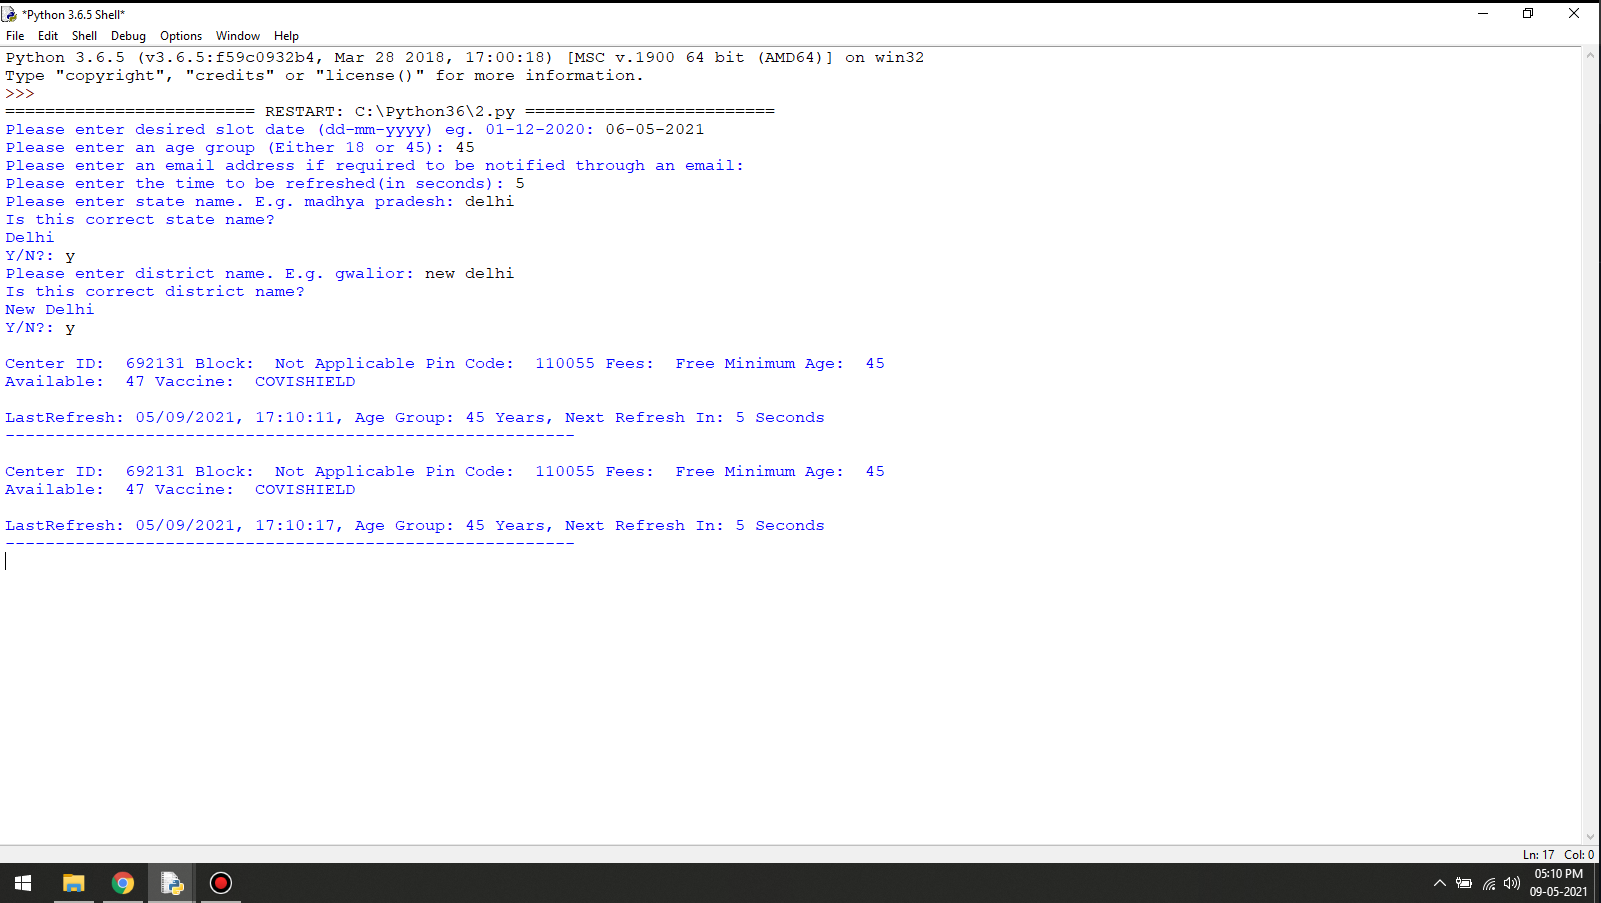 *Python 3.6.5 Shell*
File Edit Shell Debug Options Window Help
Python 3.6.5 (v3.6.5:f59c0932b4, Mar 28 2018, 17:00:18) [MSC v.1900 64 bit (AMD64)] on win32
Type "copyright", "credits" or "license()" for more information.
>>>
========================= RESTART: C:\Python36\2.py =========================
Please enter desired slot date (dd-mm-yyyy) eg. 01-12-2020: 06-05-2021
Please enter an age group (Either 18 or 45): 45
Please enter an email address if required to be notified through an email:
Please enter the time to be refreshed(in seconds): 5
Please enter state name. E.g. madhya pradesh: delhi
Is this correct state name?
Delhi
Y/N?: y
Please enter district name. E.g. gwalior: new delhi
Is this correct district name?
New Delhi
Y/N?: y
Center ID:  692131 Block:  Not Applicable Pin Code:  110055 Fees:  Free Minimum Age:  45
Available:  47 Vaccine:  COVISHIELD
LastRefresh: 05/09/2021, 17:10:11, Age Group: 45 Years, Next Refresh In: 5 Seconds
---------------------------------------------------------
Center ID:  692131 Block:  Not Applicable Pin Code:  110055 Fees:  Free Minimum Age:  45
Available:  47 Vaccine:  COVISHIELD
LastRefresh: 05/09/2021, 17:10:17, Age Group: 45 Years, Next Refresh In: 5 Seconds
---------------------------------------------------------
Ln: 17 Col: 0
05:10 PM
09-05-2021